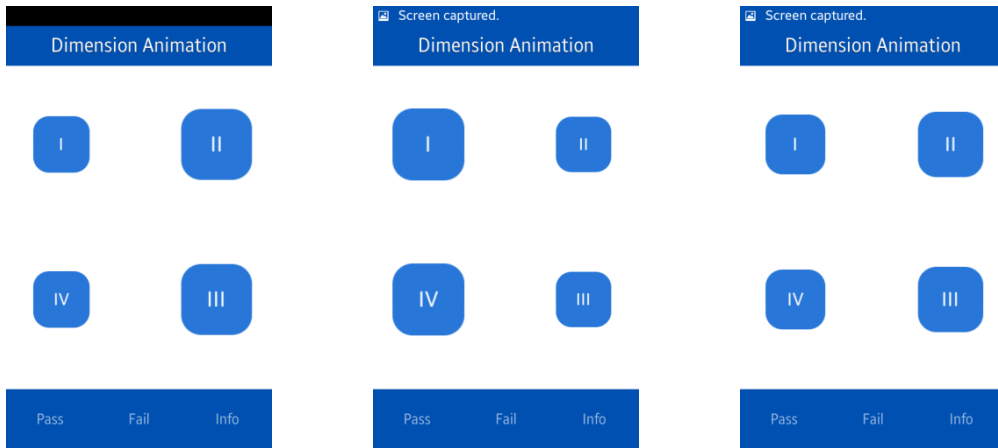 Dimension Animation
I II
IV III
Pass Fail Info
Screen captured.
Dimension Animation
I II
IV III
Pass Fail Info
Screen captured.
Dimension Animation
I II
IV III
Pass Fail Info